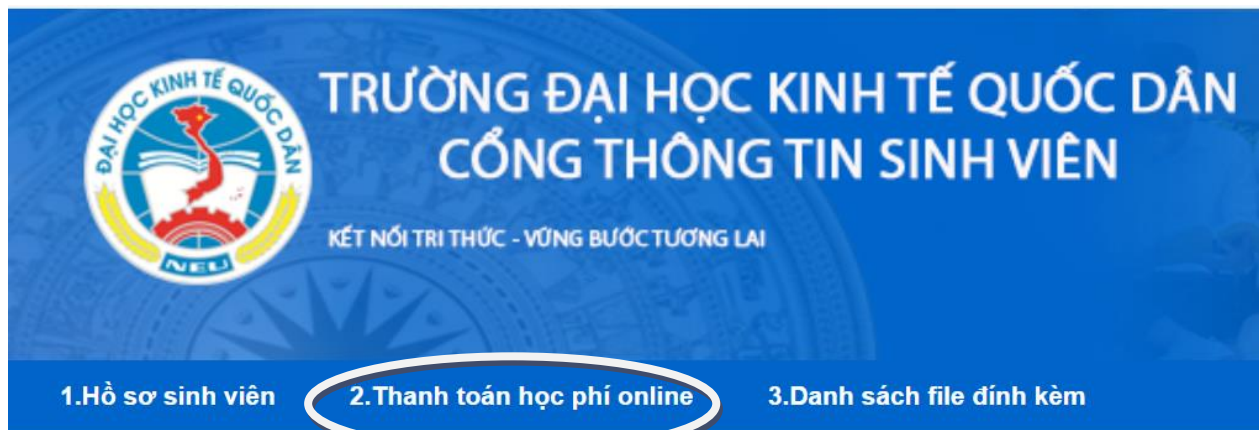 ĐẠI HỌC KINH TẾ QUỐC DÂN
NEU
TRƯỜNG ĐẠI HỌC KINH TẾ QUỐC DÂN
CỔNG THÔNG TIN SINH VIÊN
KẾT NỐI TRI THỨC - VỮNG BƯỚC TƯƠNG LAI
1.Hồ sơ sinh viên 2.Thanh toán học phí online 3.Danh sách file đính kèm